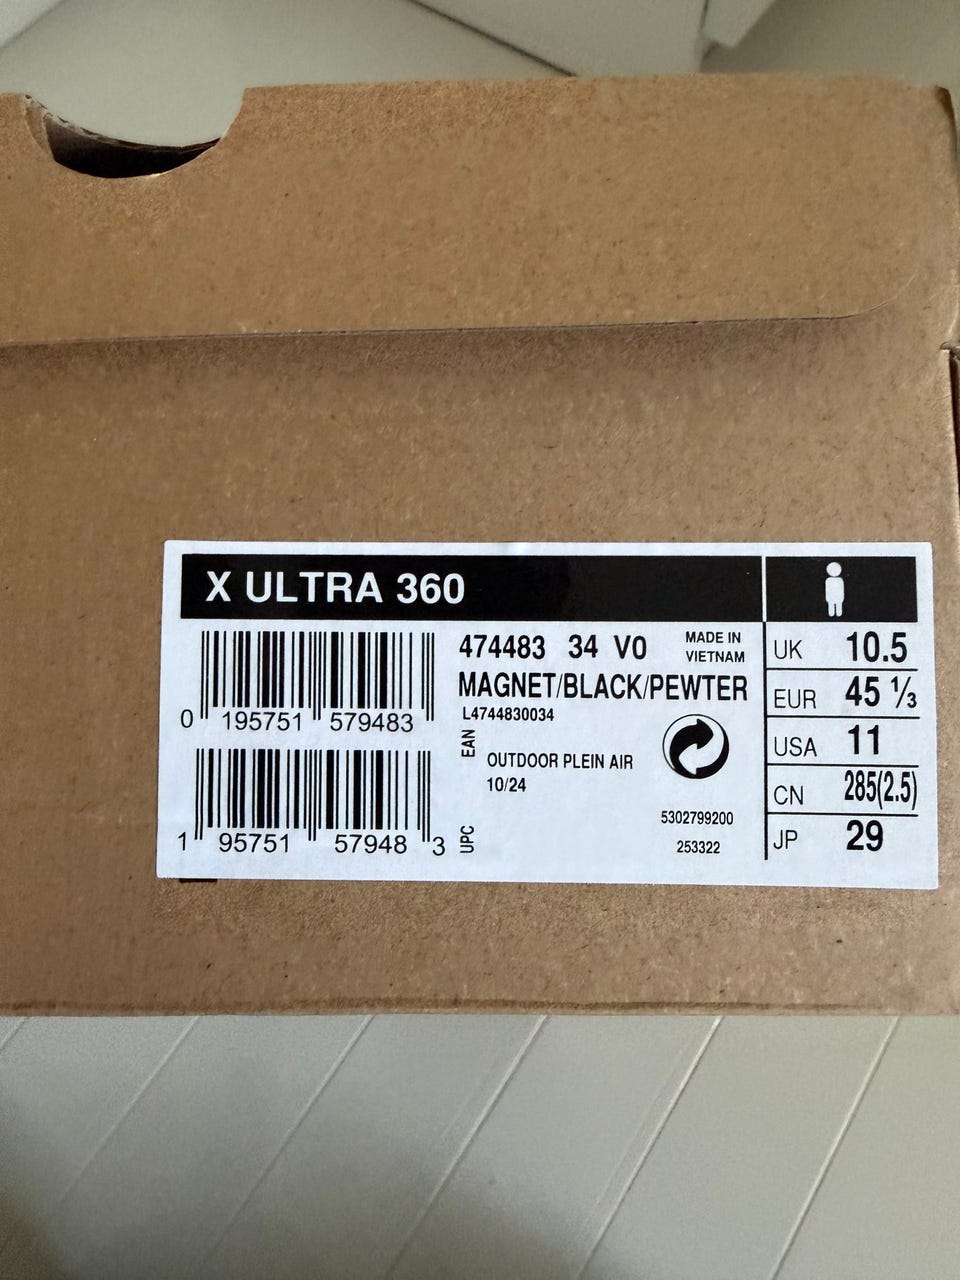 X ULTRA 360
474483 34 V0
MADE IN
VIETNAM
MAGNET/BLACK/PEWTER
L4744830034
0 195751 579483
EAN
OUTDOOR PLEIN AIR
10/24
5302799200
253322
1 95751 57948 3
UPC
UK 10.5
EUR 45 ⅓
USA 11
CN 285(2.5)
JP 29